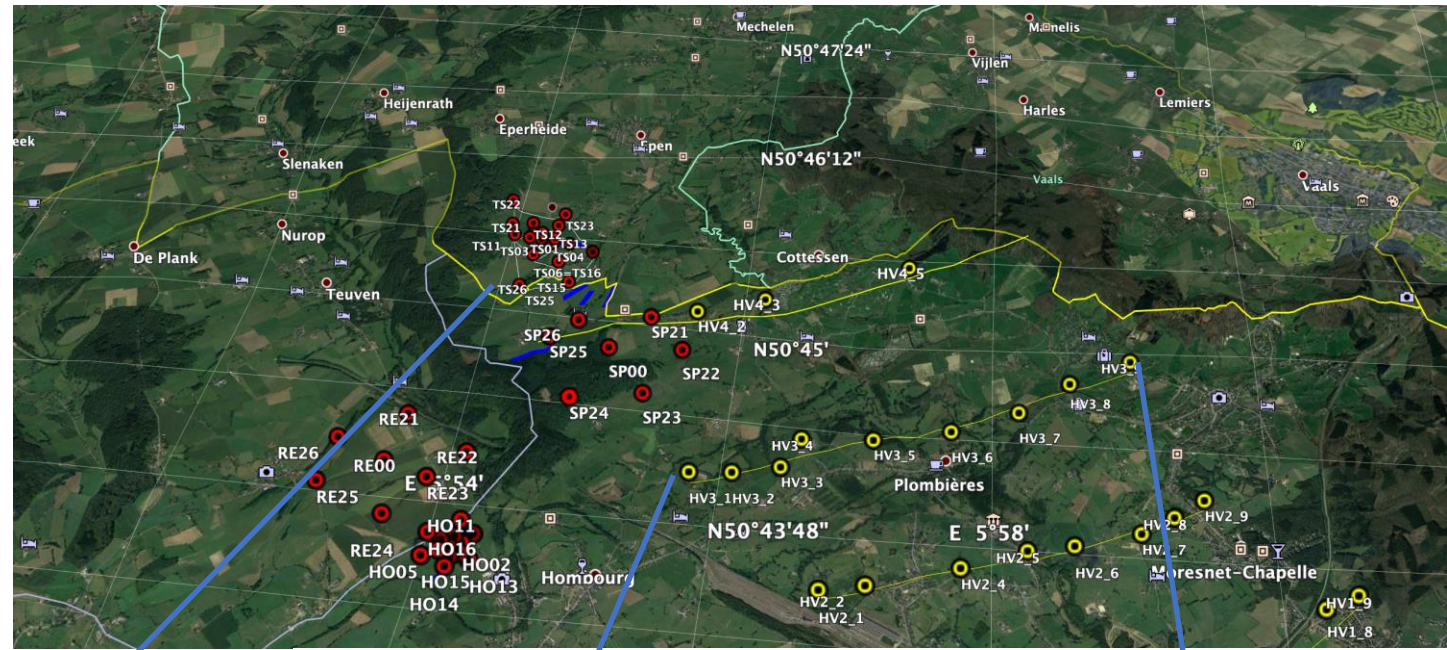 Mechelen
Mamelis
N50°47'24"
Vijlen
Heijenrath
Lemiers
Harles
Eperheide
eek
Epen
Slenaken
N50°46'12"
Vaals
Vaals
TS22
TS21
TS23
TS12
TS11
TS01
TS13
TS03
TS04
Nurop
De Plank
Cottessen
TS06=TS16
HV4_5
TS26
TS15
TS25
Teuven
HV4_3
HV4_2
SP26
SP21
SP25
N50°45'
SP00
SP22
HV3_9
SP24
SP23
HV3_8
RE21
HV3_7
HV3_4
RE26
RE22
HV3_5
HV3_6
RE00
HV3_3
Plombières
RE25
RE23
HV3_1
HV3_2
HV2_9
HO11
N50°43'48"
E 5°58'
HV2_8
RE24
HO16
HV2_5
HV2_7
HO05
HO02
HV2_6
HO15
HO13
Hombourg
HV2_4
Moresnet-Chapelle
HO14
HV2_2
HV2_1
HV1_9
HV1_8